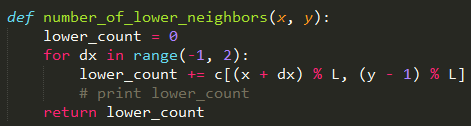 def number_of_lower_neighbors(x, y):
    lower_count = 0
    for dx in range(-1, 2):
        lower_count += c[(x + dx) % L, (y - 1) % L]
        # print lower_count
    return lower_count